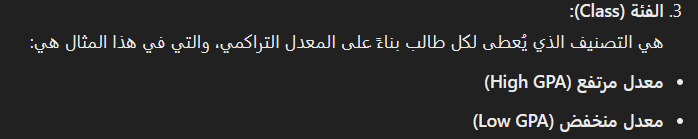 3. الفئة (Class):
هي التصنيف الذي يُعطى لكل طالب بناءً على المعدل التراكمي، والتي في هذا المثال هي:
• معدل مرتفع (High GPA)
• معدل منخفض (Low GPA)